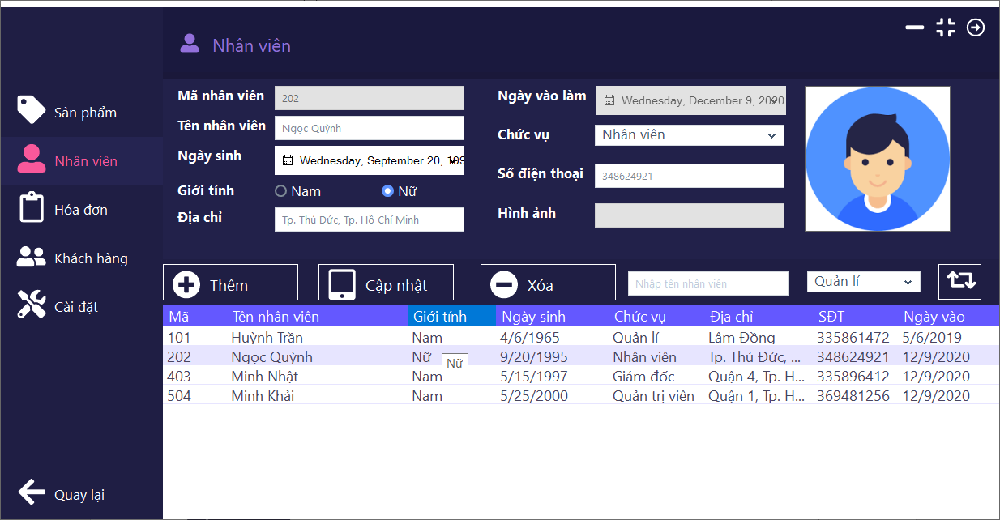 Nhân viên
Sản phẩm
Nhân viên
Hóa đơn
Khách hàng
Cài đặt
Quay lại
Mã nhân viên 202
Tên nhân viên Ngọc Quỳnh
Ngày sinh Wednesday, September 20, 199
Giới tính Nam Nữ
Địa chỉ Tp. Thủ Đức, Tp. Hồ Chí Minh
Ngày vào làm Wednesday, December 9, 2020
Chức vụ Nhân viên
Số điện thoại 348624921
Hình ảnh
Thêm Cập nhật Xóa Nhập tên nhân viên Quản lí
Mã Tên nhân viên Giới tính Ngày sinh Chức vụ Địa chỉ SĐT Ngày vào
101 Huỳnh Trần Nam 4/6/1965 Quản lí Lâm Đồng 335861472 5/6/2019
202 Ngọc Quỳnh Nữ 9/20/1995 Nhân viên Tp. Thủ Đức, ... 348624921 12/9/2020
Nữ
403 Minh Nhật Nam 5/15/1997 Giám đốc Quận 4, Tp. H... 335896412 12/9/2020
504 Minh Khải Nam 5/25/2000 Quản trị viên Quận 1, Tp. H... 369481256 12/9/2020